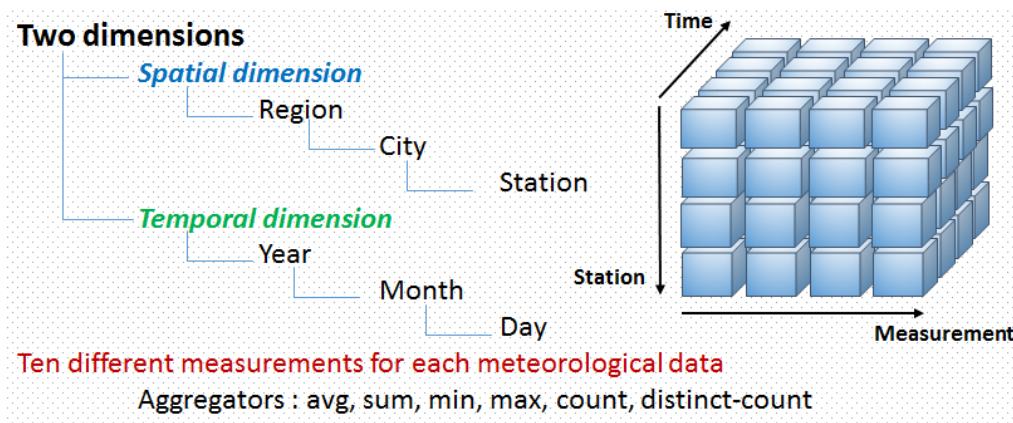 Two dimensions
Spatial dimension
Region
City
Station
Temporal dimension
Year
Month
Day
Ten different measurements for each meteorological data
Aggregators : avg, sum, min, max, count, distinct-count
Time
Station
Measurement